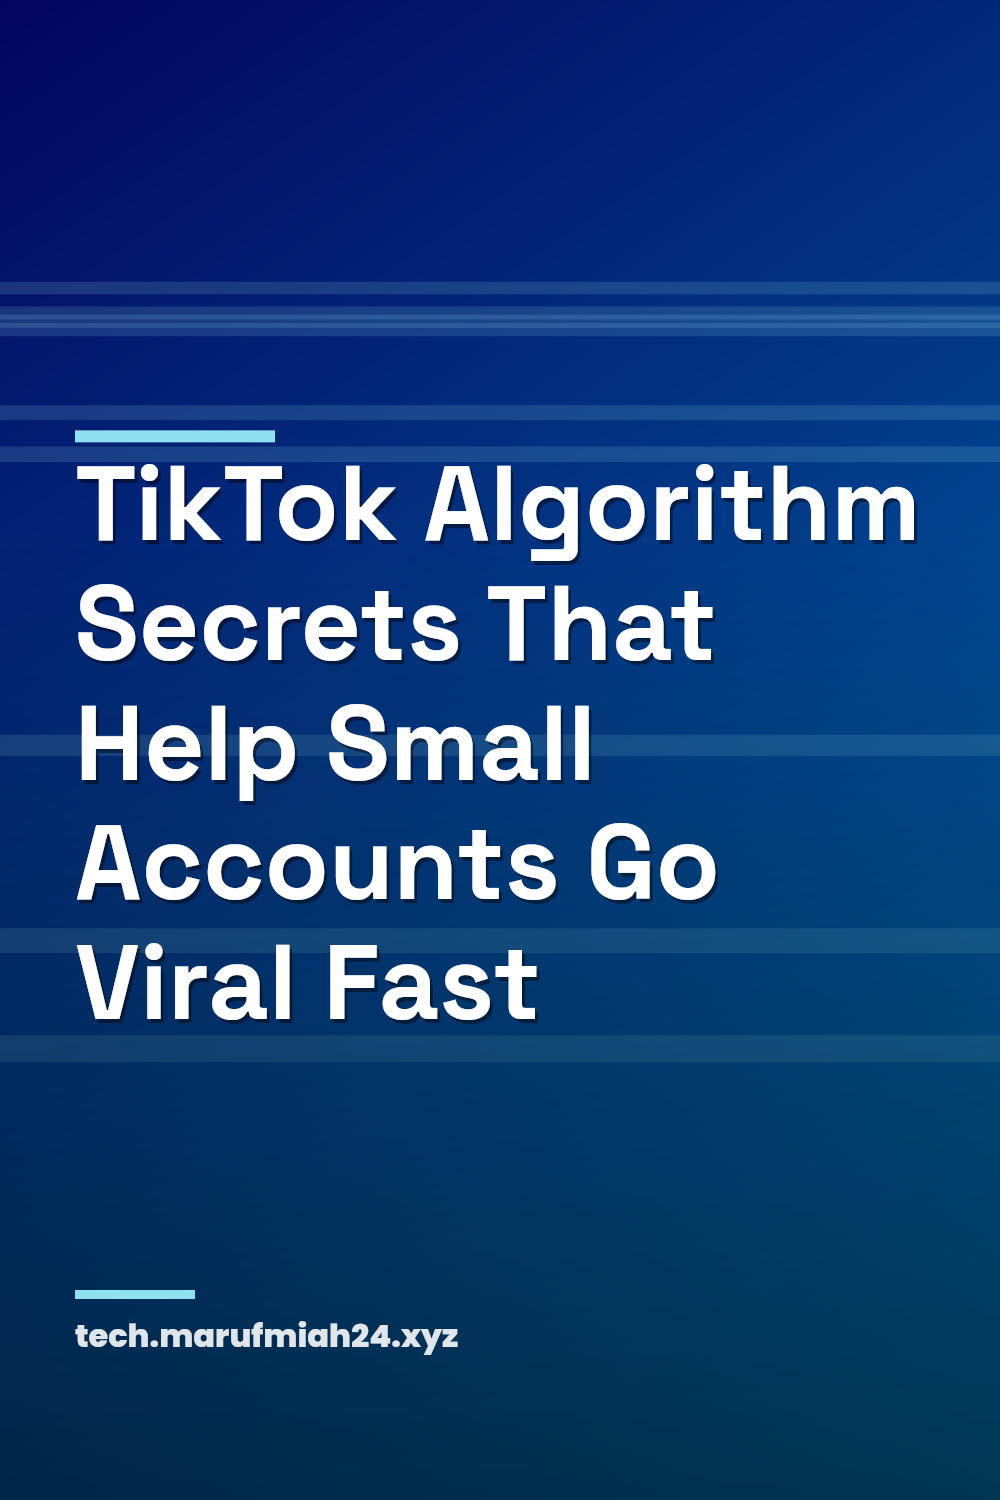 TikTok Algorithm
Secrets That
Help Small
Accounts Go
Viral Fast
tech.marufmiah24.xyz